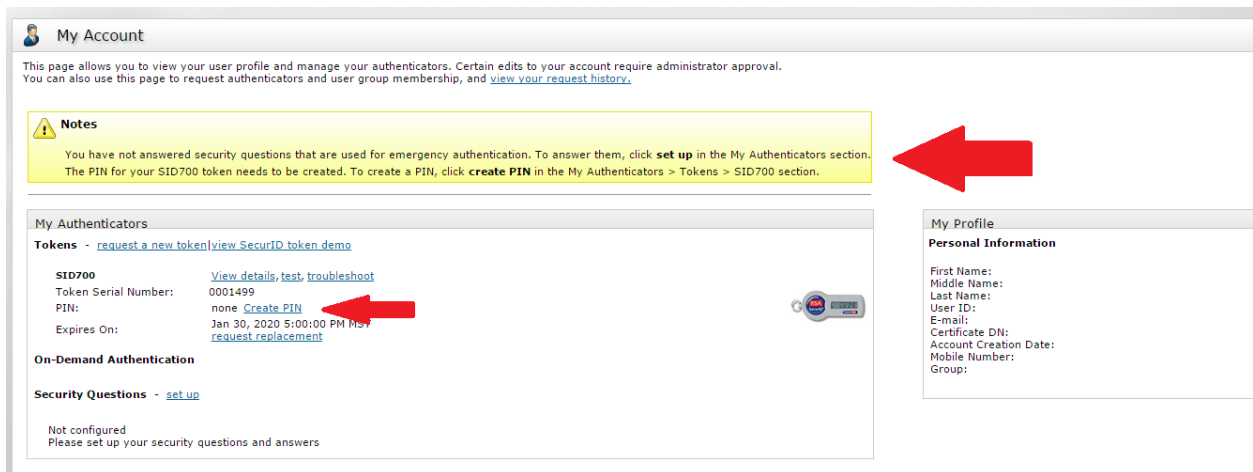 My Account
This page allows you to view your user profile and manage your authenticators. Certain edits to your account require administrator approval.
You can also use this page to request authenticators and user group membership, and view your request history.
Notes
You have not answered security questions that are used for emergency authentication. To answer them, click set up in the My Authenticators section.
The PIN for your SID700 token needs to be created. To create a PIN, click create PIN in the My Authenticators > Tokens > SID700 section.
My Authenticators
Tokens - request a new token|view SecurID token demo
SID700 View details, test, troubleshoot
Token Serial Number: 0001499
PIN: none Create PIN
Expires On: Jan 30, 2020 5:00:00 PM MST
request replacement
On-Demand Authentication
Security Questions - set up
Not configured
Please set up your security questions and answers
RSA
My Profile
Personal Information
First Name:
Middle Name:
Last Name:
User ID:
E-mail:
Certificate DN:
Account Creation Date:
Mobile Number:
Group: